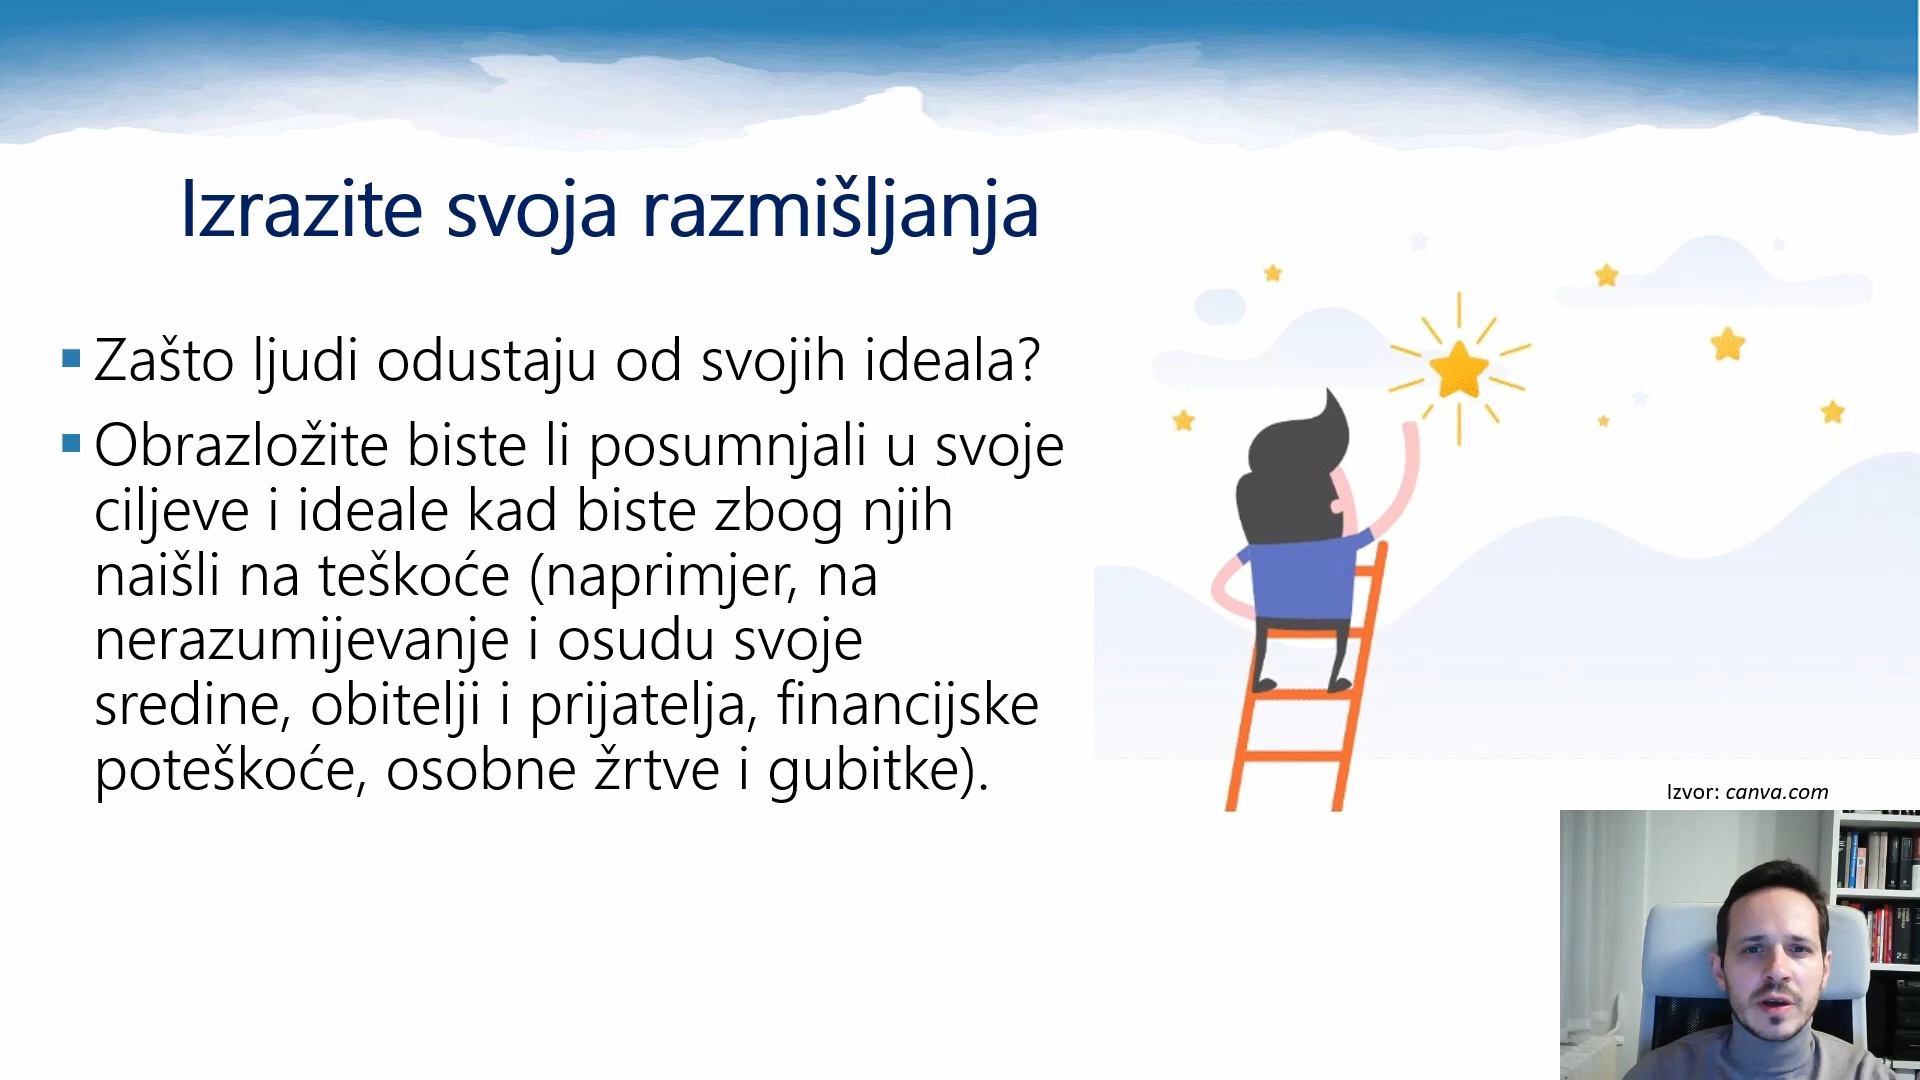 Izrazite svoja razmišljanja
▪ Zašto ljudi odustaju od svojih ideala?
▪ Obrazložite biste li posumnjali u svoje
ciljeve i ideale kad biste zbog njih
naišli na teškoće (naprimjer, na
nerazumijevanje i osudu svoje
sredine, obitelji i prijatelja, financijske
poteškoće, osobne žrtve i gubitke).
Izvor: canva.com